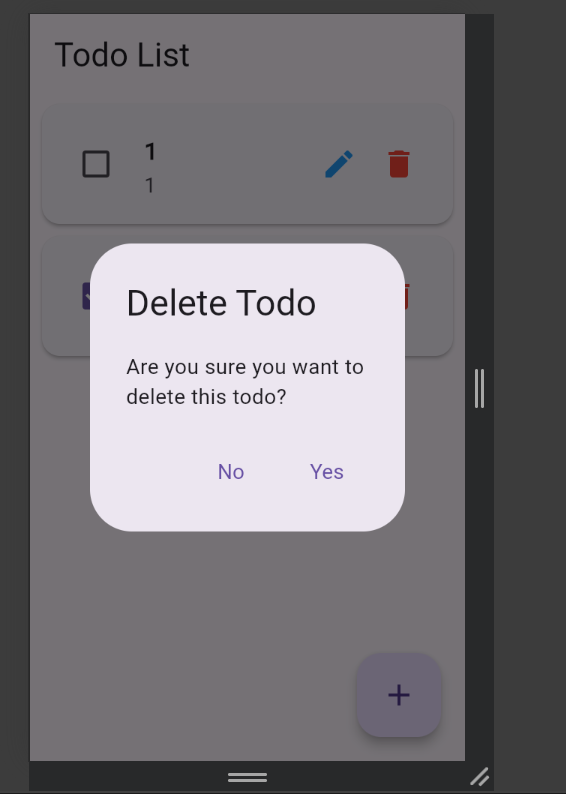 Todo List
1
1
Delete Todo
Are you sure you want to
delete this todo?
No
Yes